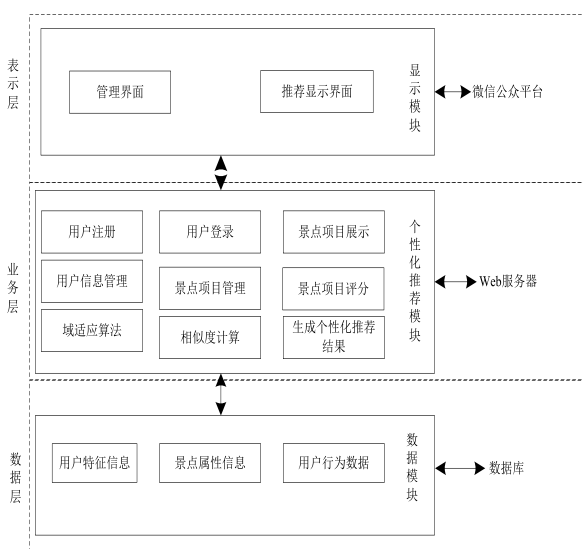 表示层
管理界面
推荐显示界面
显示模块
微信公众平台
业务层
用户注册
用户登录
景点项目展示
用户信息管理
景点项目管理
景点项目评分
域适应算法
相似度计算
生成个性化推荐
结果
个性化推荐模块
Web服务器
数据层
用户特征信息
景点属性信息
用户行为数据
数据模块
数据库